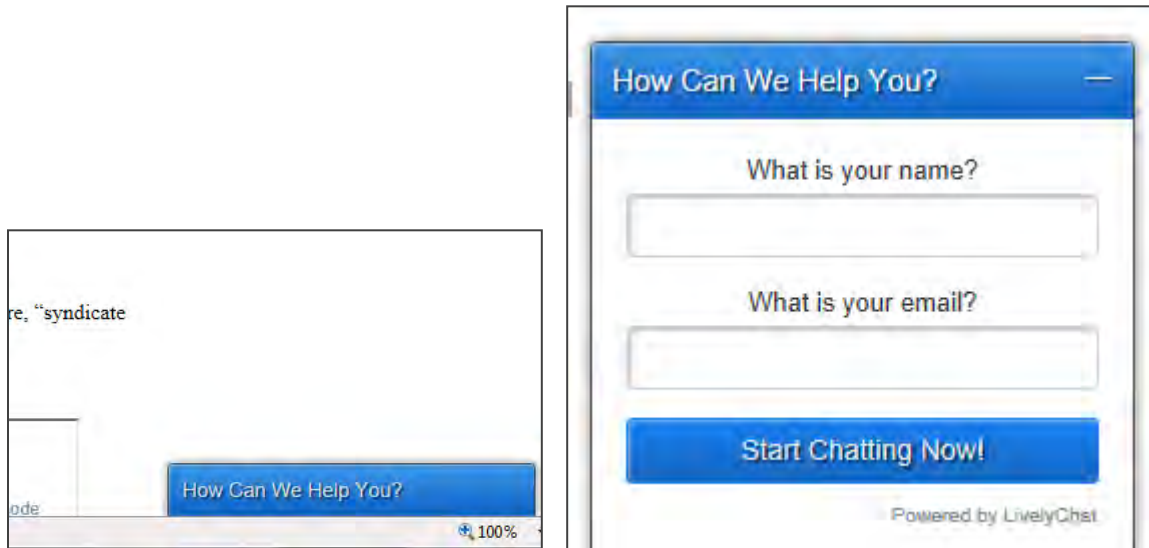 re, “syndicate
ode
How Can We Help You?
100%
How Can We Help You?
What is your name?
What is your email?
Start Chatting Now!
Powered by LivelyChat